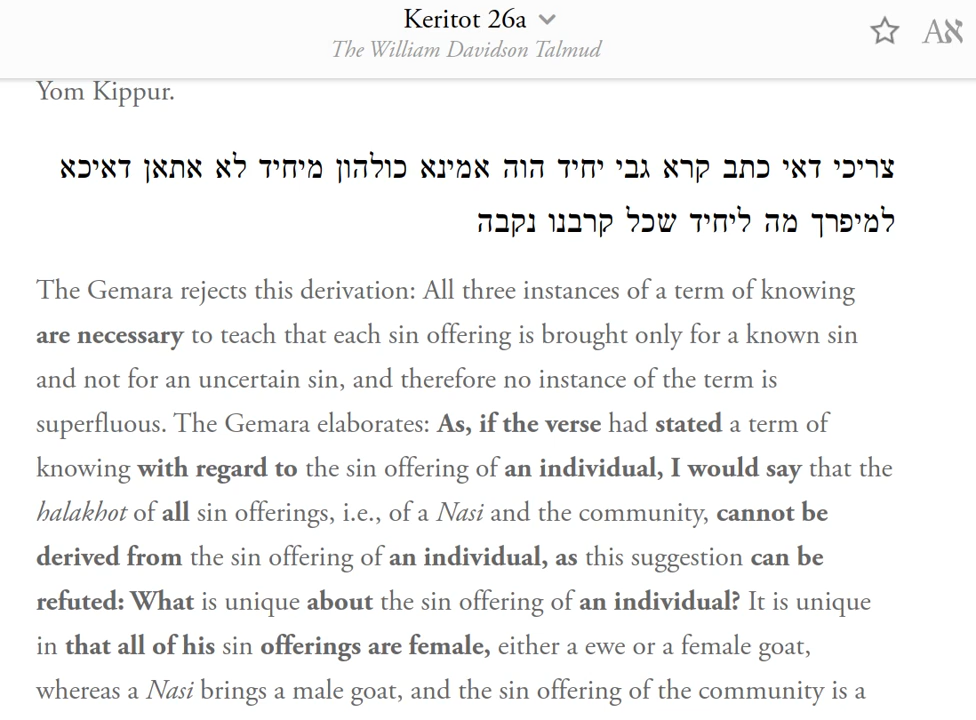 Keritot 26a
The William Davidson Talmud
Aא
Yom Kippur.
צריכי דאי כתב קרא גבי יחיד הוה אמינא כולהון מיחיד לא אתאן דאיכא
למיפרך מה ליחיד שכל קרבנו נקבה
The Gemara rejects this derivation: All three instances of a term of knowing
are necessary to teach that each sin offering is brought only for a known sin
and not for an uncertain sin, and therefore no instance of the term is
superfluous. The Gemara elaborates: As, if the verse had stated a term of
knowing with regard to the sin offering of an individual, I would say that the
halakhot of all sin offerings, i.e., of a Nasi and the community, cannot be
derived from the sin offering of an individual, as this suggestion can be
refuted: What is unique about the sin offering of an individual? It is unique
in that all of his sin offerings are female, either a ewe or a female goat,
whereas a Nasi brings a male goat, and the sin offering of the community is a